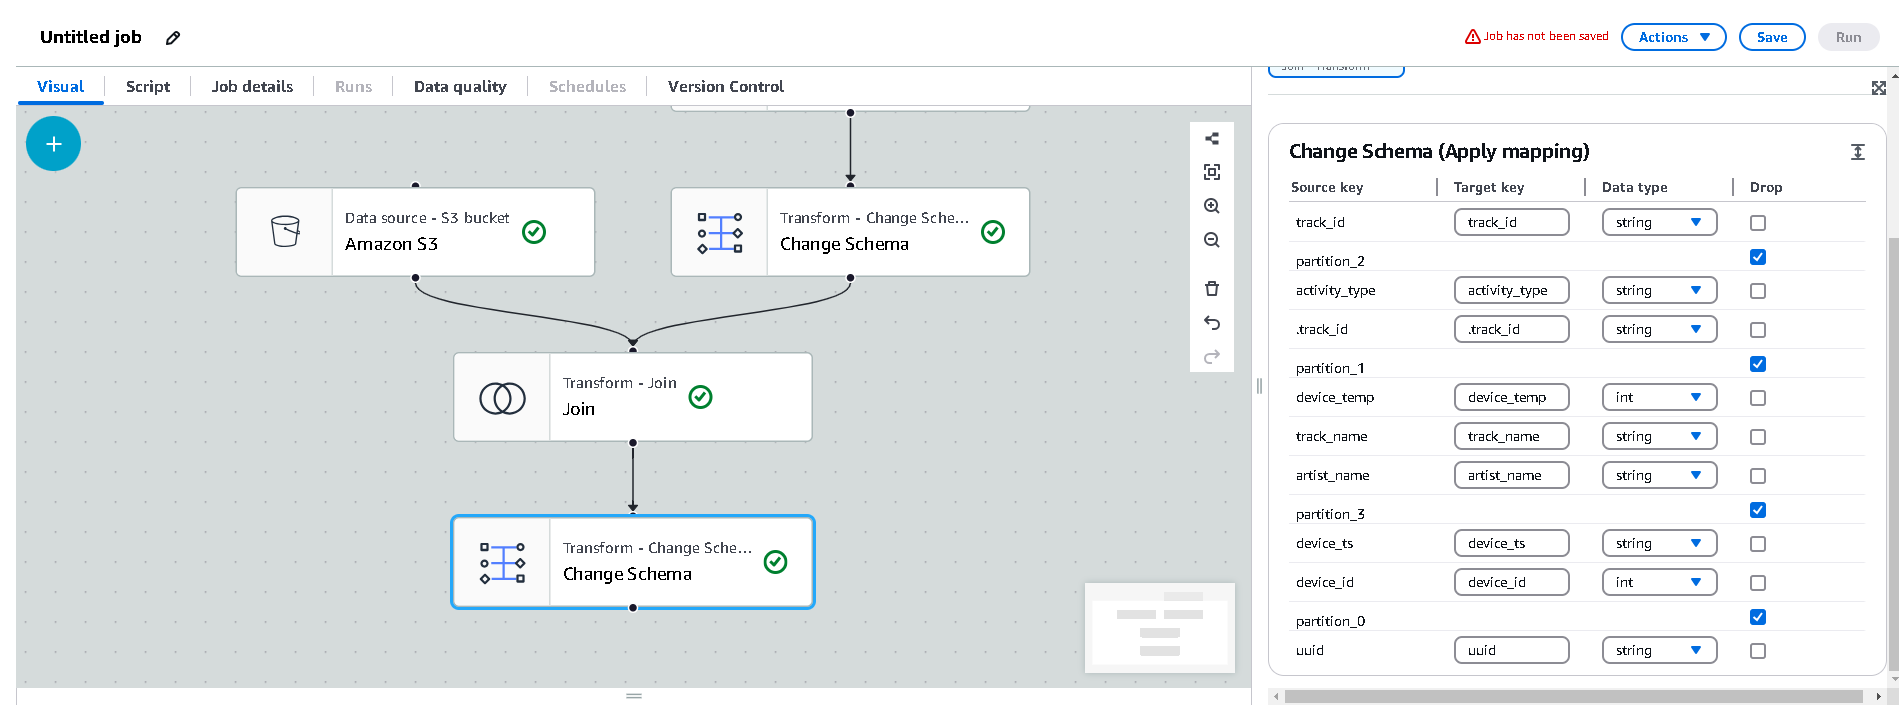 Untitled job
Job has not been saved
Actions
Save
Run
Visual
Script
Job details
Runs
Data quality
Schedules
Version Control
Data source - S3 bucket
Amazon S3
Transform - Change Sche...
Change Schema
Transform - Join
Join
Transform - Change Sche...
Change Schema
Join - Transform
Change Schema (Apply mapping)
Source key Target key Data type Drop
track_id track_id string
partition_2
activity_type activity_type string
.track_id .track_id string
partition_1
device_temp device_temp int
track_name track_name string
artist_name artist_name string
partition_3
device_ts device_ts string
device_id device_id int
partition_0
uuid uuid string